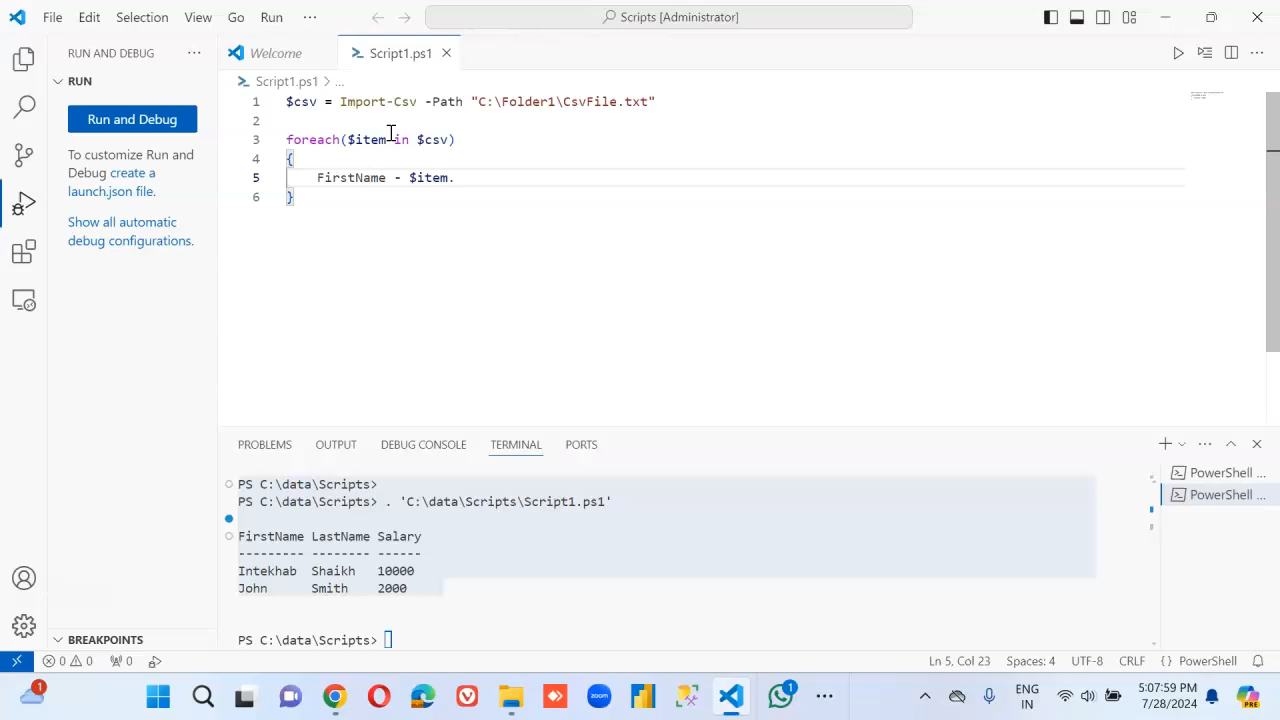 File Edit Selection View Go Run ··· Scripts [Administrator]
RUN AND DEBUG ···
Welcome
Script1.ps1
RUN
Script1.ps1 > ...
Run and Debug
To customize Run and
Debug create a
launch.json file.
Show all automatic
debug configurations.
1 $csv = Import-Csv -Path "C:\Folder1\CsvFile.txt"
2
3 foreach($item in $csv)
4 {
5 FirstName - $item.
6 }
PROBLEMS OUTPUT DEBUG CONSOLE TERMINAL PORTS
PS C:\data\Scripts>
PS C:\data\Scripts> . 'C:\data\Scripts\Script1.ps1'
FirstName LastName Salary
--------- -------- ------
Intekhab Shaikh 10000
John Smith 2000
PS C:\data\Scripts>
PowerShell ...
PowerShell ...
BREAKPOINTS
0 0 0 Ln 5, Col 23 Spaces: 4 UTF-8 CRLF { } PowerShell
1
zoom
1
ENG
IN
5:07:59 PM
7/28/2024
PRE